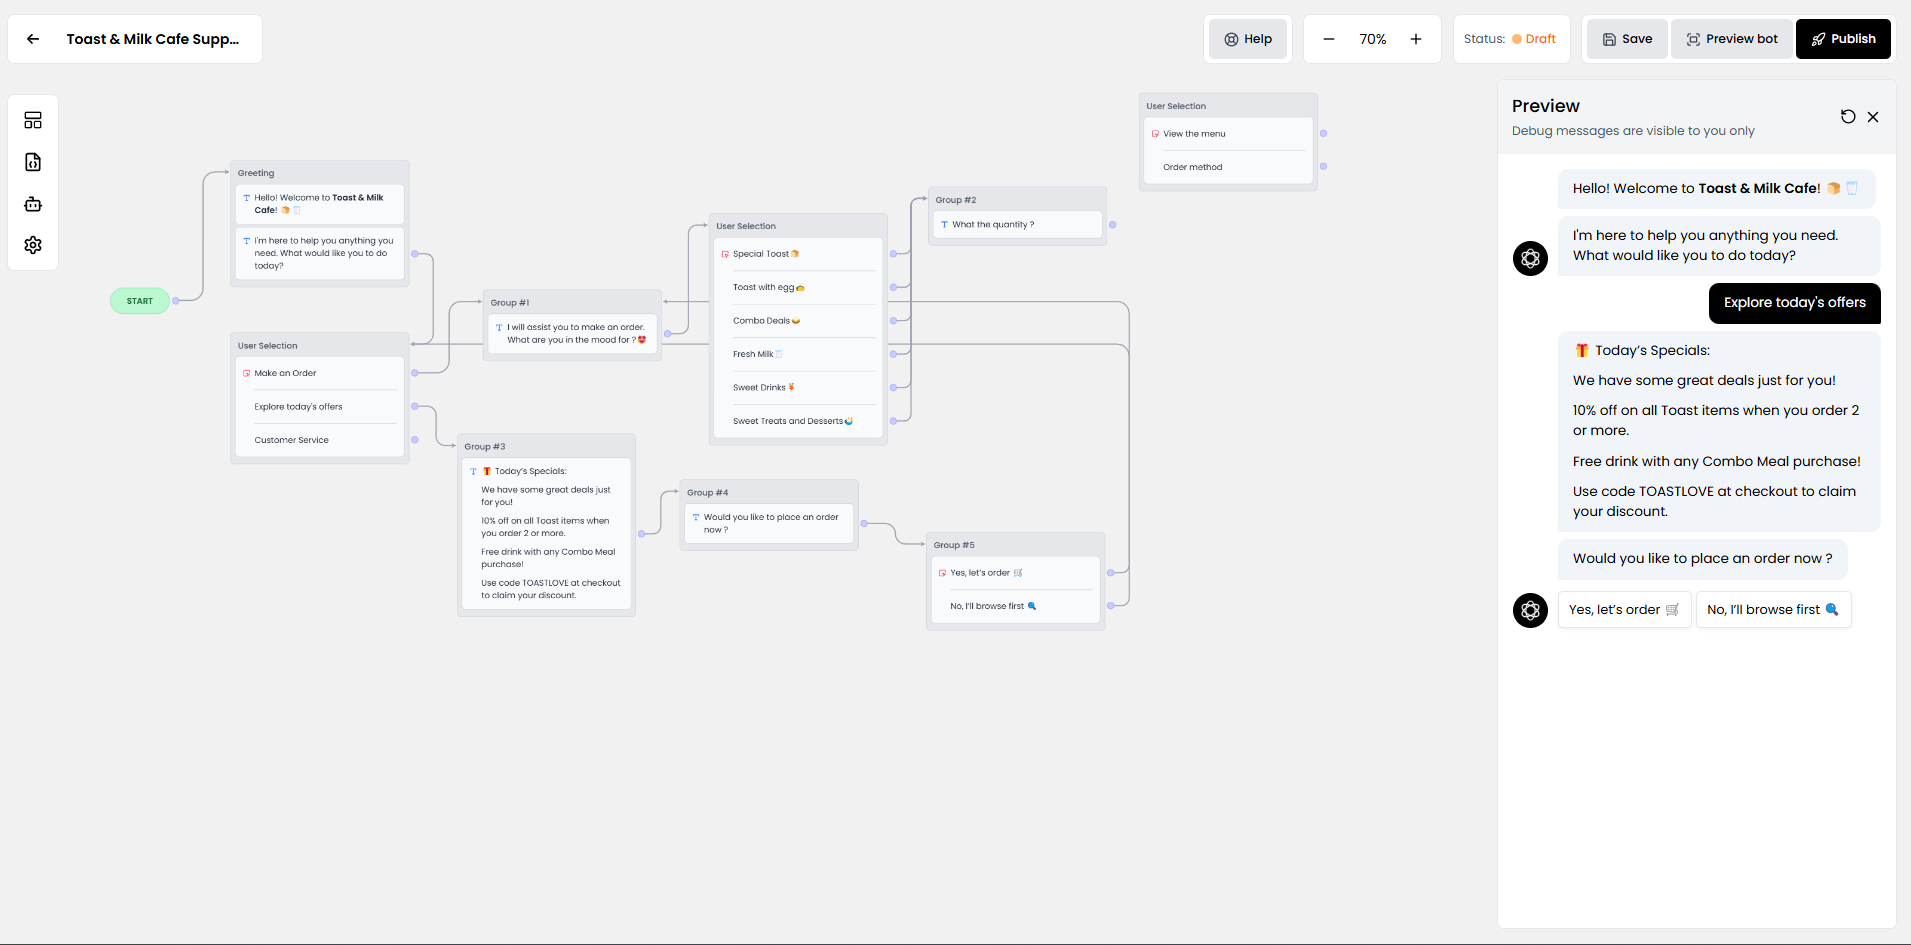 Toast & Milk Cafe Supp...
Help
70%
Status: Draft
Save
Preview bot
Publish
START
Greeting
Hello! Welcome to Toast & Milk
Cafe! 🍞🥛
I'm here to help you anything you
need. What would like you to do
today?
User Selection
Make an Order
Explore today's offers
Customer Service
Group #1
I will assist you to make an order.
What are you in the mood for ?😍
Group #3
🎁 Today's Specials:
We have some great deals just
for you!
10% off on all Toast items when
you order 2 or more.
Free drink with any Combo Meal
purchase!
Use code TOASTLOVE at checkout
to claim your discount.
User Selection
Special Toast🍞
Toast with egg🌮
Combo Deals🥪
Fresh Milk🥛
Sweet Drinks🍹
Sweet Treats and Desserts🍧
Group #4
Would you like to place an order
now ?
Group #2
What the quantity ?
Group #5
Yes, let's order 🛒
No, I'll browse first 🔍
User Selection
View the menu
Order method
Preview
Debug messages are visible to you only
Hello! Welcome to Toast & Milk Cafe! 🍞🥛
I'm here to help you anything you need.
What would like you to do today?
Explore today's offers
🎁 Today's Specials:
We have some great deals just for you!
10% off on all Toast items when you order 2
or more.
Free drink with any Combo Meal purchase!
Use code TOASTLOVE at checkout to claim
your discount.
Would you like to place an order now ?
Yes, let's order 🛒
No, I'll browse first 🔍